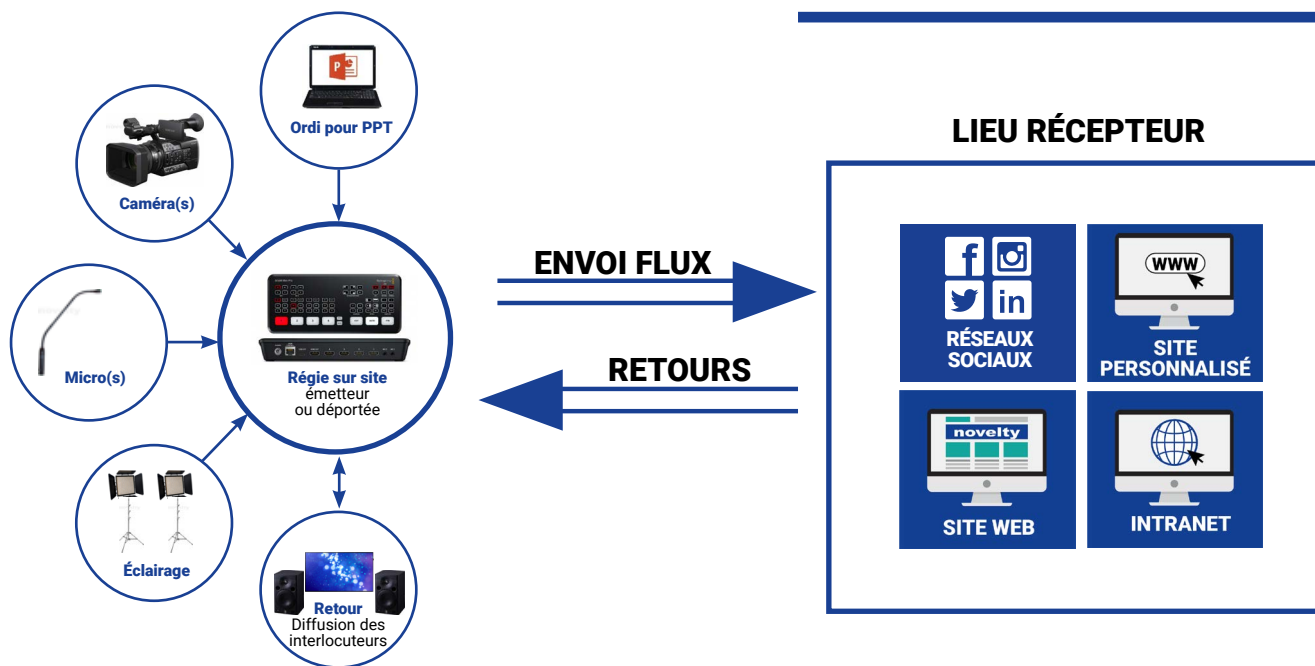 Ordi pour PPT
Caméra(s)
Micro(s)
Régie sur site
émetteur
ou déportée
Éclairage
Retour
Diffusion des
interlocuteurs
ENVOI FLUX
RETOURS
LIEU RÉCEPTEUR
RÉSEAUX
SOCIAUX
WWW
SITE
PERSONNALISÉ
novelty
SITE WEB
INTRANET